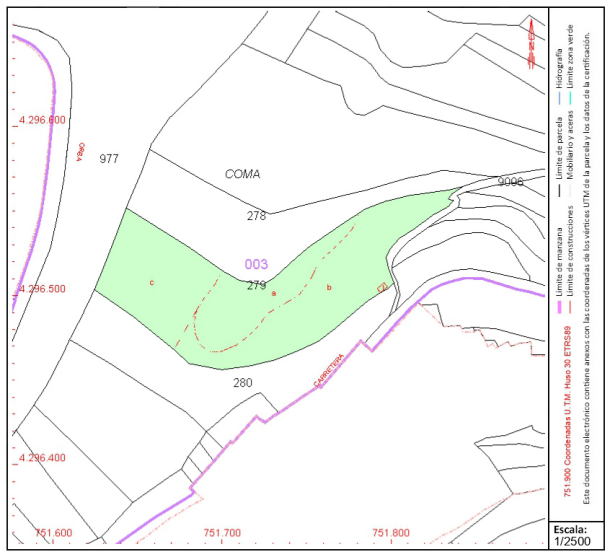 4.296.600
ORBA
977
COMA
278
9006
003
279
a
b
c
4.296.500
280
CARRETERA
4.296.400
751.600
751.700
751.800
Límite de manzana
Límite de parcela
Hidrografía
Límite de construcciones
Mobiliario y aceras
Límite zona verde
751.900 Coordenadas U.T.M. Huso 30 ETRS89
Este documento electrónico contiene anexos con las coordenadas de los vértices UTM de la parcela y los datos de la certificación.
Escala:
1/2500